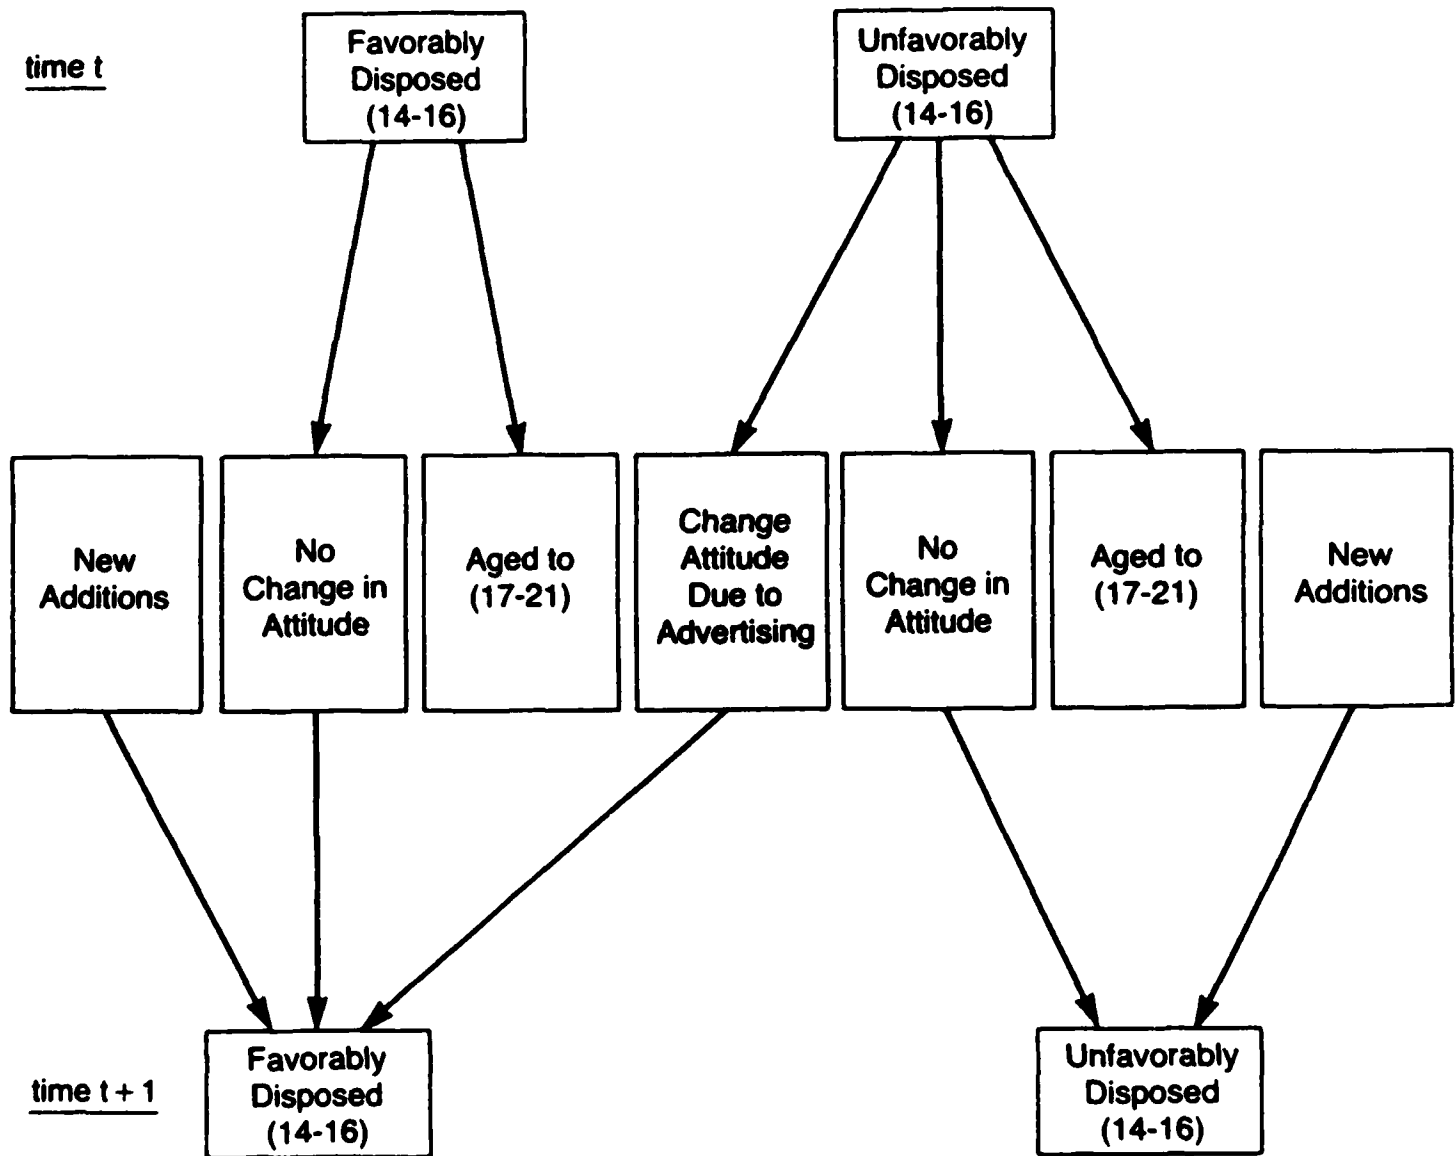 time t
Favorably
Disposed
(14-16)
Unfavorably
Disposed
(14-16)
New
Additions
No
Change in
Attitude
Aged to
(17-21)
Change
Attitude
Due to
Advertising
No
Change in
Attitude
Aged to
(17-21)
New
Additions
time t + 1
Favorably
Disposed
(14-16)
Unfavorably
Disposed
(14-16)